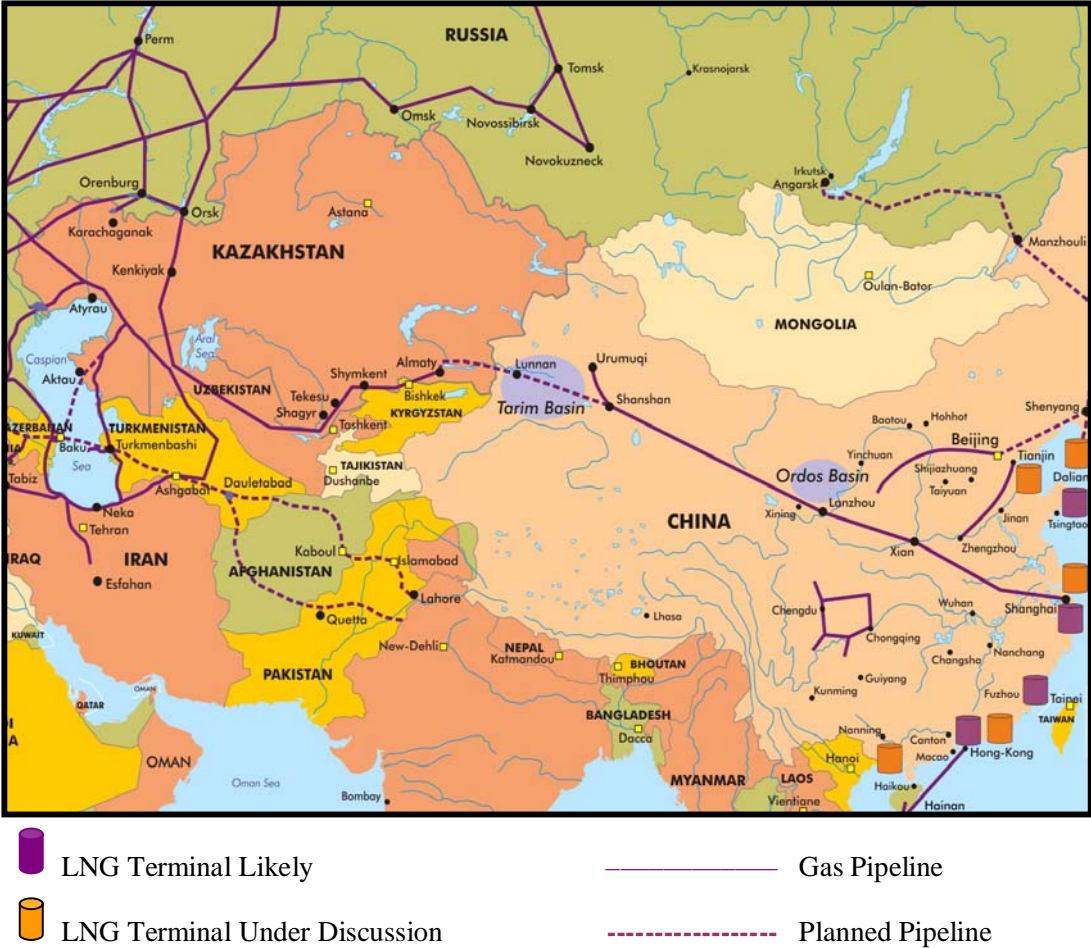 Perm
RUSSIA
Tomsk
Krasnojarsk
Omsk
Novossibirsk
Novokuzneck
Irkutsk
Angarsk
Orenburg
Orsk
Astana
Karachaganak
Manzhouli
KAZAKHSTAN
Kenkiyak
Oulan-Bator
Atyrau
MONGOLIA
Aral
Sea
Caspian
Aktau
Almaty
Lunnan
Urumuqi
Shymkent
UZBEKISTAN
Tekesu
Bishkek
Shanshan
Shagyr
KYRGYZSTAN
Tarim Basin
Shenyang
Tashkent
Baotou
Hohhot
AZERBAIJAN
TURKMENISTAN
Baku
Turkmenbashi
Beijing
Tianjin
Sea
TAJIKISTAN
Dushanbe
Yinchuan
Shijiazhuang
Taiyuan
Dalian
Tabiz
Ashgabat
Dauletabad
Ordos Basin
Neka
Xining
Lanzhou
Jinan
Tsingtao
Tehran
CHINA
IRAQ
IRAN
Kaboul
Islamabad
Xian
Zhengzhou
AFGHANISTAN
Esfahan
Lahore
Quetta
Chengdu
Wuhan
Shanghai
Lhasa
KUWAIT
New-Dehli
NEPAL
Katmandou
Chongqing
Nanchang
Changsha
BHOUTAN
Thimphou
PAKISTAN
Guiyang
Kunming
Fuzhou
Taipei
OMAN
QATAR
TAIWAN
BANGLADESH
Dacca
Nanning
Canton
Macao
Hong-Kong
I
A
OMAN
Hanoi
MYANMAR
LAOS
Oman Sea
Bombay
Haikou
Hainan
Vientiane
LNG Terminal Likely
Gas Pipeline
LNG Terminal Under Discussion
Planned Pipeline